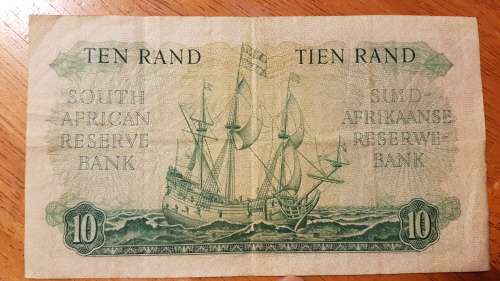 TEN RAND
TIEN RAND
SOUTH
AFRICAN
RESERVE
BANK
SUID-
AFRIKAANSE
RESERWE-
BANK
10
10